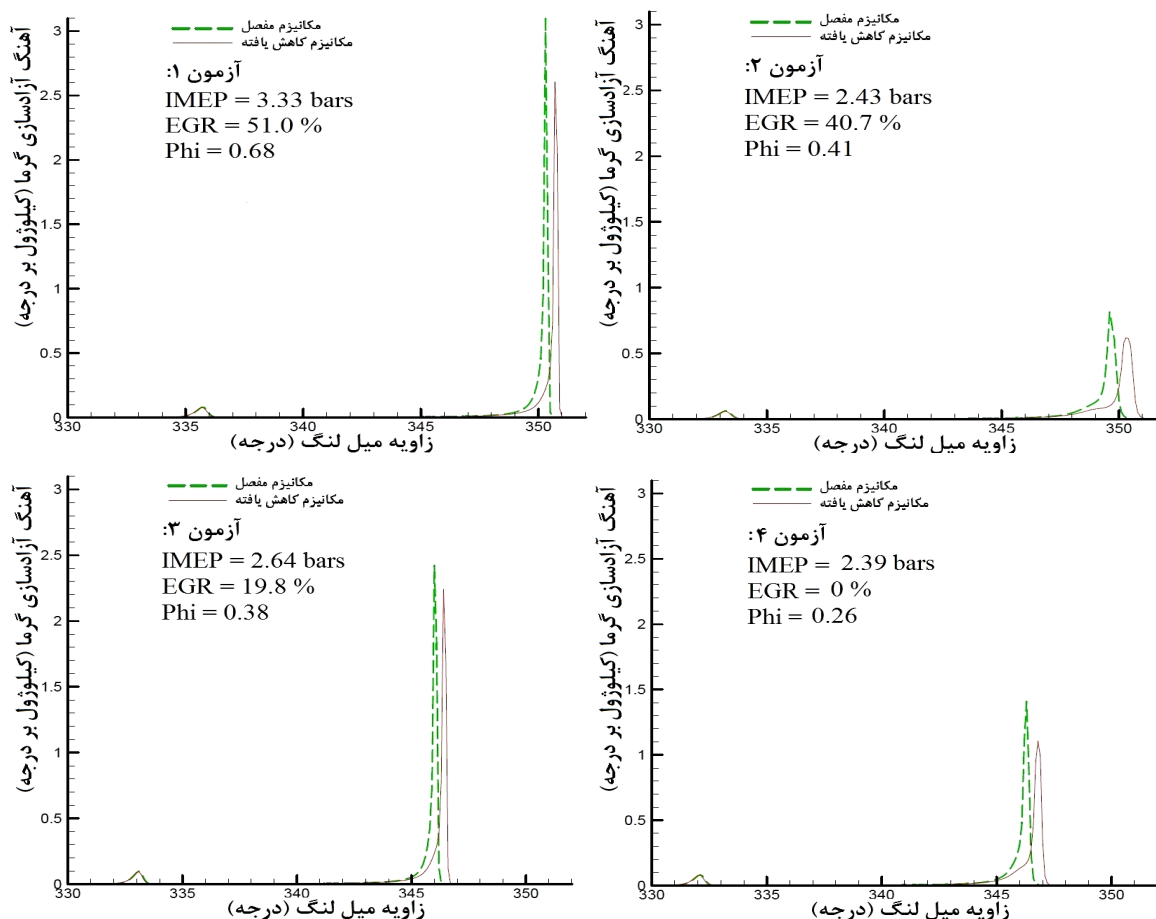 مکانیزم مفصل
مکانیزم کاهش یافته
آزمون ۱:
IMEP = 3.33 bars
EGR = 51.0 %
Phi = 0.68
آهنگ آزادسازی گرما (کیلوژول بر درجه)
3
2.5
2
1.5
1
0.5
0
330 335 340 345 350
زاویه میل لنگ (درجه)
مکانیزم مفصل
مکانیزم کاهش یافته
آزمون ۲:
IMEP = 2.43 bars
EGR = 40.7 %
Phi = 0.41
آهنگ آزادسازی گرما (کیلوژول بر درجه)
3
2.5
2
1.5
1
0.5
0
330 335 340 345 350
زاویه میل لنگ (درجه)
مکانیزم مفصل
مکانیزم کاهش یافته
آزمون ۳:
IMEP = 2.64 bars
EGR = 19.8 %
Phi = 0.38
آهنگ آزادسازی گرما (کیلوژول بر درجه)
3
2.5
2
1.5
1
0.5
0
330 335 340 345 350
زاویه میل لنگ (درجه)
مکانیزم مفصل
مکانیزم کاهش یافته
آزمون ۴:
IMEP = 2.39 bars
EGR = 0 %
Phi = 0.26
آهنگ آزادسازی گرما (کیلوژول بر درجه)
3
2.5
2
1.5
1
0.5
0
330 335 340 345 350
زاویه میل لنگ (درجه)